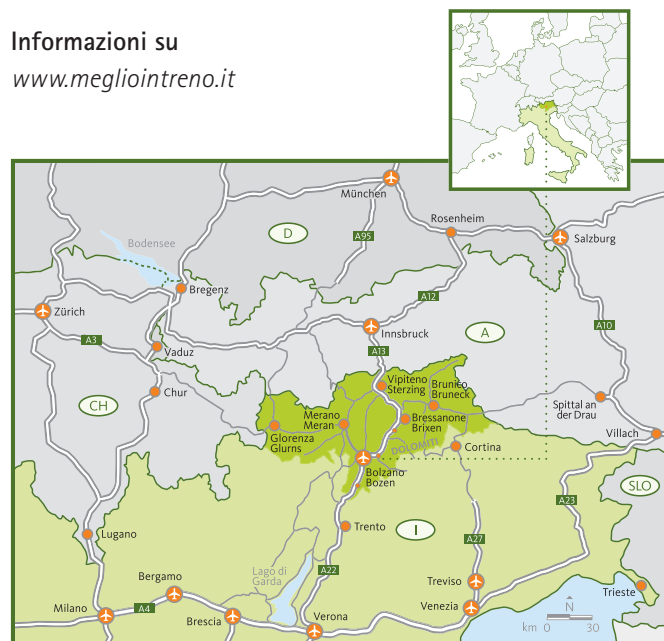 Informazioni su
www.megliointreno.it
München
D
Rosenheim
A95
Salzburg
Bodensee
Bregenz
A12
Zürich
A3
Innsbruck
A
A10
Vaduz
A13
CH
Chur
Vipiteno
Sterzing
Brunico
Bruneck
Spittal an
der Drau
Merano
Meran
Bressanone
Brixen
Glorenza
Glurns
Villach
DOLOMITI
Cortina
Bolzano
Bozen
SLO
A23
Lugano
Trento
I
A27
A22
Lago di
Garda
Bergamo
Treviso
Trieste
Milano
A4
Brescia
Verona
Venezia
N
km 0 30